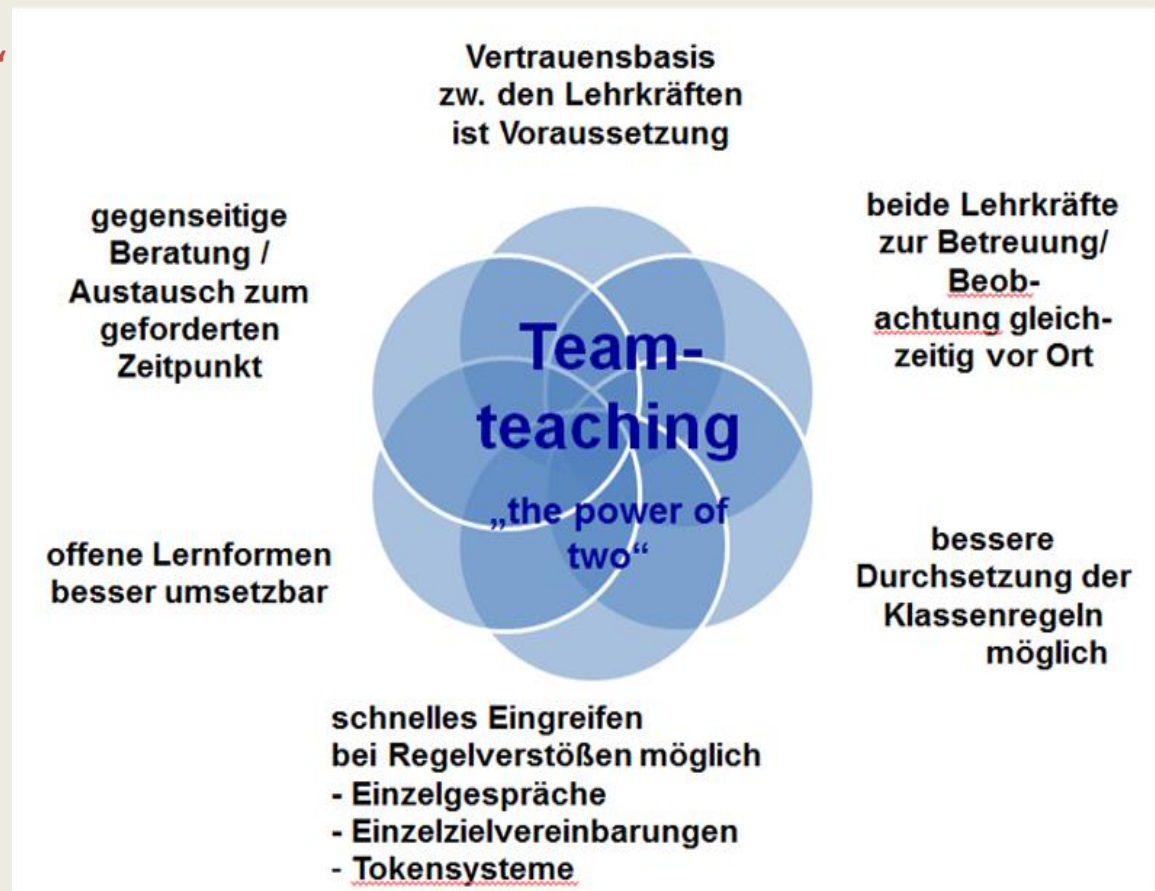 Vertrauensbasis
zw. den Lehrkräften
ist Voraussetzung
gegenseitige
Beratung /
Austausch zum
geforderten
Zeitpunkt
beide Lehrkräfte
zur Betreuung/
Beob-
achtung gleich-
zeitig vor Ort
Team-
teaching
„the power of
two“
offene Lernformen
besser umsetzbar
bessere
Durchsetzung der
Klassenregeln
möglich
schnelles Eingreifen
bei Regelverstößen möglich
- Einzelgespräche
- Einzelzielvereinbarungen
- Tokensysteme